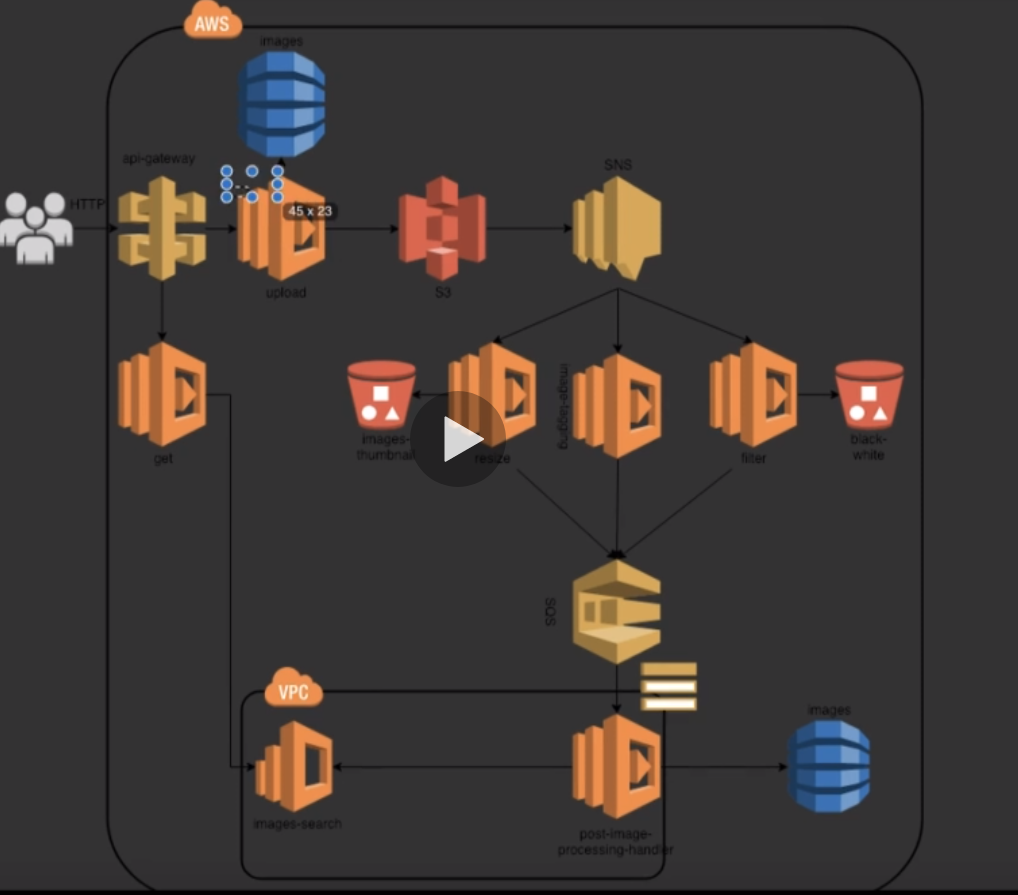 AWS
images
api-gateway
SNS
HTTP
45 x 23
upload
S3
image-tagging
images-
thumbnail
resize
get
filter
black-
white
SQS
VPC
images
images-search
post-image-
processing-handler